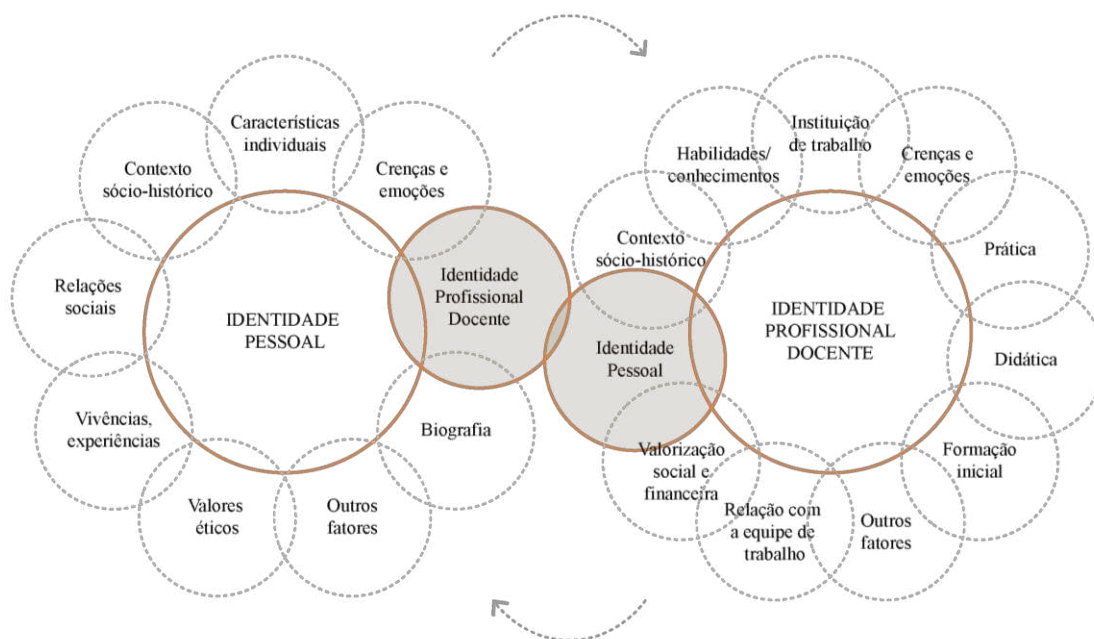 Características
individuais
Contexto
sócio-histórico
Crenças e
emoções
Relações
sociais
Identidade
Profissional
Docente
IDENTIDADE
PESSOAL
Vivências,
experiências
Biografia
Valores
éticos
Outros
fatores
Instituição
de trabalho
Habilidades/
conhecimentos
Crenças e
emoções
Contexto
sócio-histórico
Prática
Identidade
Pessoal
IDENTIDADE
PROFISSIONAL
DOCENTE
Didática
Valorização
social e
financeira
Formação
inicial
Relação com
a equipe de
trabalho
Outros
fatores